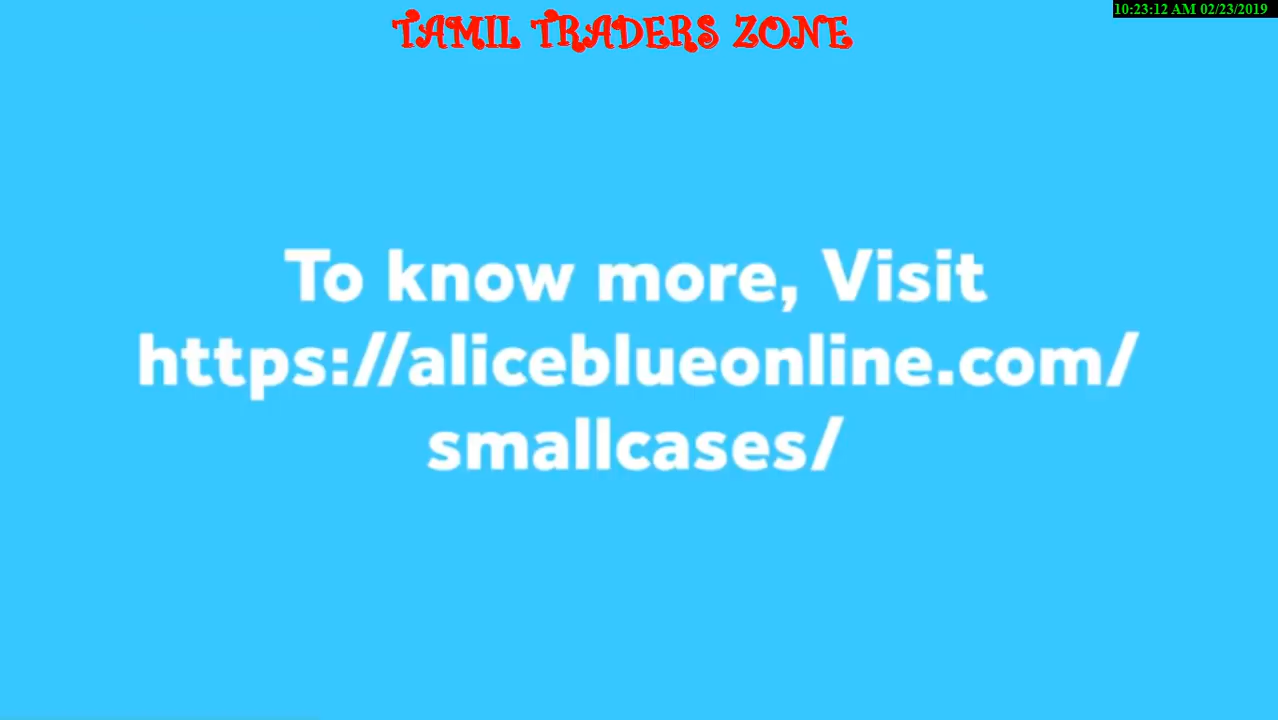 10:23:12 AM 02/23/2019
TAMIL TRADERS ZONE
To know more, Visit
https://aliceblueonline.com/
smallcases/